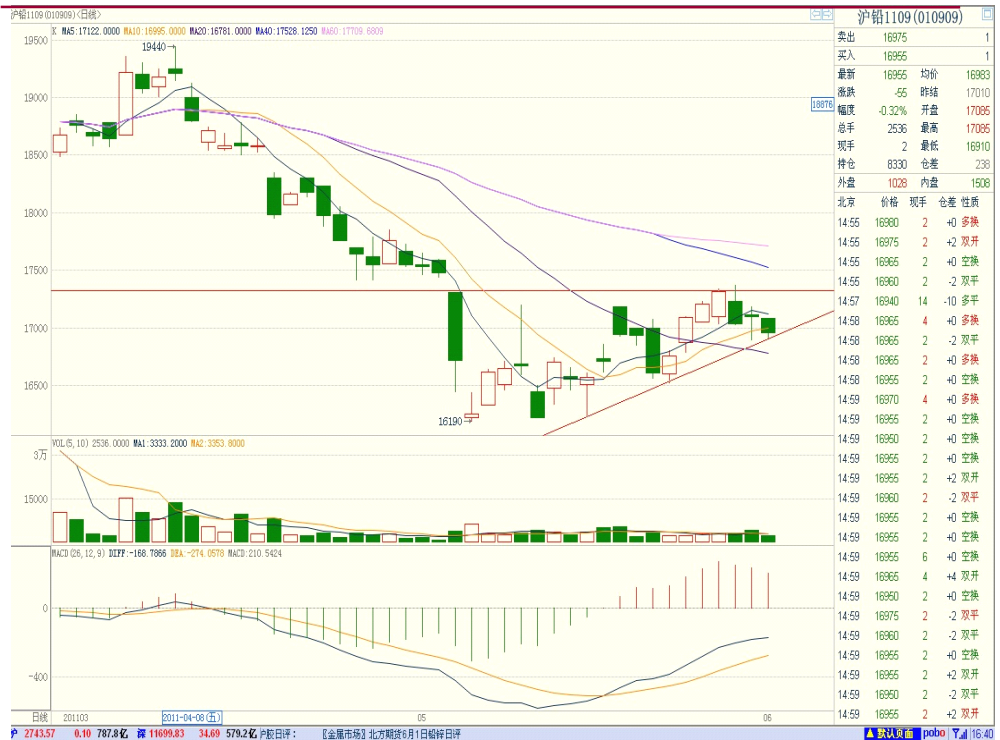 沪铅1109(010909)<日线>
K MA5:17122.0000 MA10:16995.0000 MA20:16781.0000 MA40:17528.1250 MA60:17709.6809
19500
19440→
19000
18876
18500
18000
17500
17000
16500
16190→
VOL(5,10) 2536.0000 MA1:3333.2000 MA2:3353.8000
3万
15000
MACD(26,12,9) DIFF:-168.7866 DEA:-274.0578 MACD:210.5424
0
-400
日线 201103 2011-04-08(五) 05 06
沪铅1109(010909)
卖出 16975 1
买入 16955 1
最新 16955 均价 16983
涨跌 -55 昨结 17010
幅度 -0.32% 开盘 17085
总手 2536 最高 17085
现手 2 最低 16910
持仓 8330 仓差 238
外盘 1028 内盘 1508
北京 价格 现手 仓差 性质
14:55 16980 2 +0 多换
14:55 16975 2 +2 双开
14:55 16965 2 +0 空换
14:55 16960 2 -2 双平
14:57 16940 14 -10 多平
14:58 16965 4 +0 多换
14:58 16965 2 -2 双平
14:58 16965 2 +0 多换
14:58 16955 2 +0 空换
14:59 16970 4 +0 多换
14:59 16955 2 +0 空换
14:59 16950 2 +0 空换
14:59 16955 2 +0 空换
14:59 16955 2 +2 双开
14:59 16960 2 -2 双平
14:59 16955 2 +0 空换
14:59 16955 2 +0 空换
14:59 16955 6 +0 空换
14:59 16965 4 +4 双开
14:59 16950 2 +0 空换
14:59 16975 2 -2 双平
14:59 16960 2 -2 双平
14:59 16955 2 +0 空换
14:59 16955 2 +2 双开
14:59 16950 2 -2 双平
14:59 16955 2 +2 双开
沪 2743.57 0.10 787.8亿 深 11699.83 34.69 579.2亿 沪胶日评: 〖金属市场〗北方期货6月1日铅锌日评 默认页面 pobo 16:40